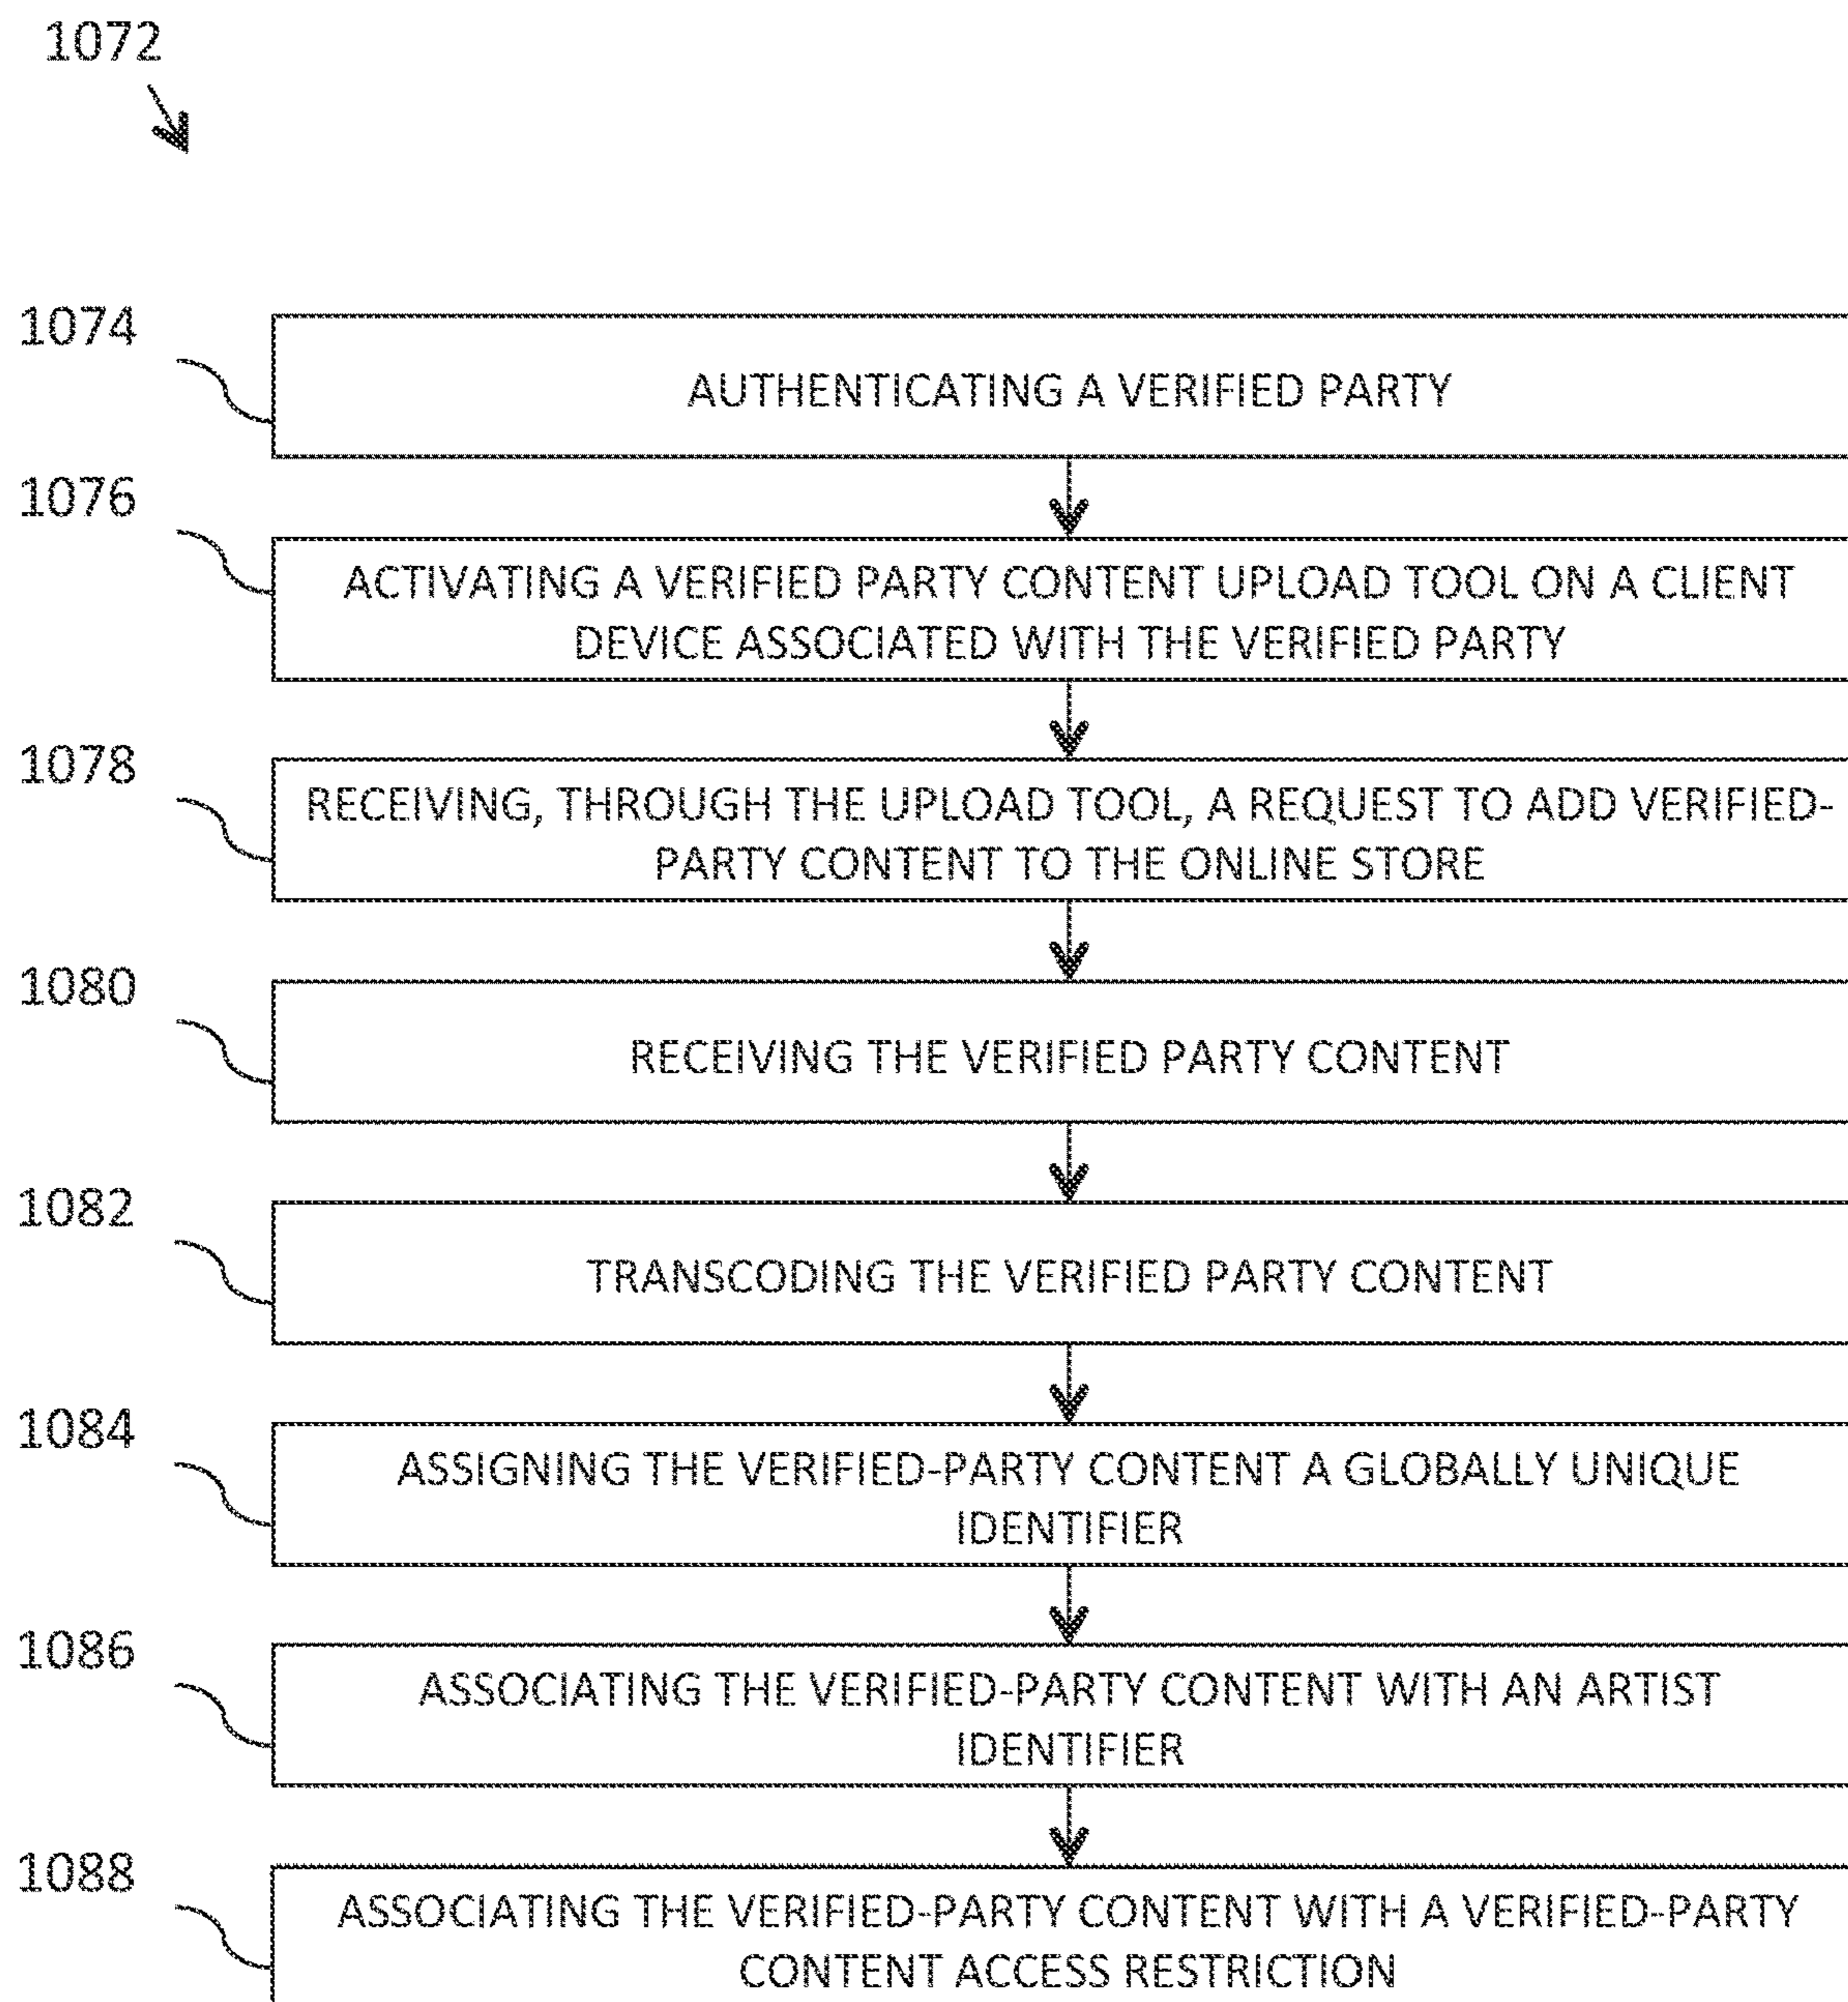 1072
1074
AUTHENTICATING A VERIFIED PARTY
1076
ACTIVATING A VERIFIED PARTY CONTENT UPLOAD TOOL ON A CLIENT
DEVICE ASSOCIATED WITH THE VERIFIED PARTY
1078
RECEIVING, THROUGH THE UPLOAD TOOL, A REQUEST TO ADD VERIFIED-
PARTY CONTENT TO THE ONLINE STORE
1080
RECEIVING THE VERIFIED PARTY CONTENT
1082
TRANSCODING THE VERIFIED PARTY CONTENT
1084
ASSIGNING THE VERIFIED-PARTY CONTENT A GLOBALLY UNIQUE
IDENTIFIER
1086
ASSOCIATING THE VERIFIED-PARTY CONTENT WITH AN ARTIST
IDENTIFIER
1088
ASSOCIATING THE VERIFIED-PARTY CONTENT WITH A VERIFIED-PARTY
CONTENT ACCESS RESTRICTION